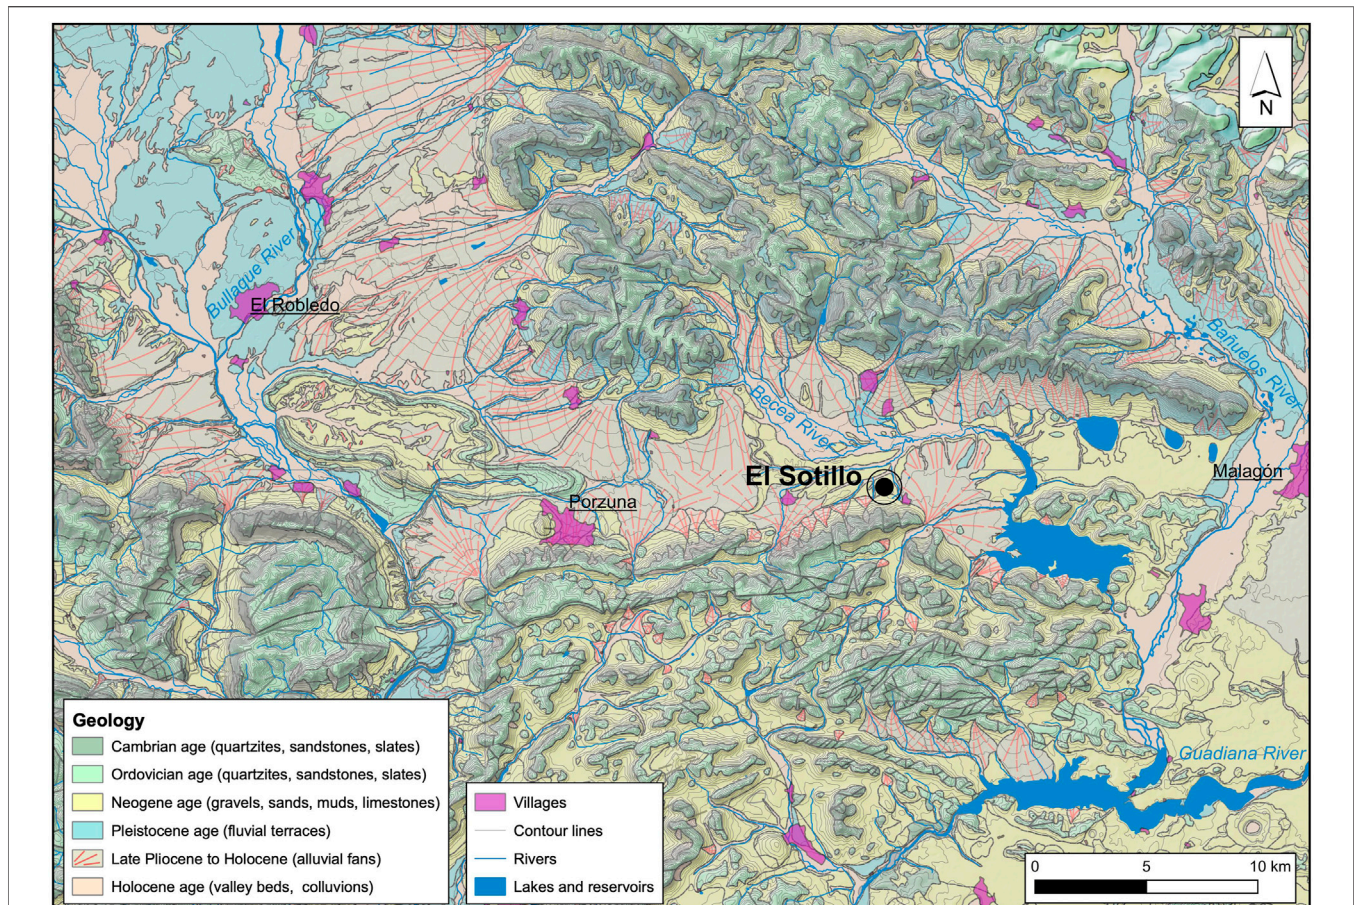 N
Bullaque River
El Robledo
Bañuelos River
Becea River
El Sotillo
Malagón
Porzuna
Guadiana River
Geology
Cambrian age (quartzites, sandstones, slates)
Ordovician age (quartzites, sandstones, slates)
Neogene age (gravels, sands, muds, limestones)
Pleistocene age (fluvial terraces)
Late Pliocene to Holocene (alluvial fans)
Holocene age (valley beds, colluvions)
Villages
Contour lines
Rivers
Lakes and reservoirs
0 5 10 km